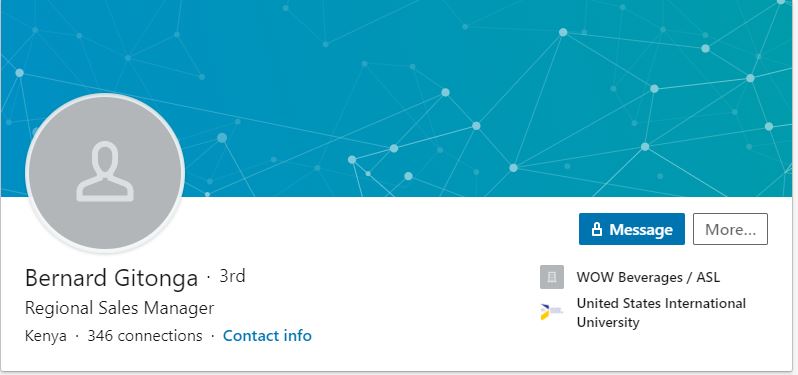 Message
More...
Bernard Gitonga · 3rd
Regional Sales Manager
Kenya · 346 connections · Contact info
WOW Beverages / ASL
United States International
University